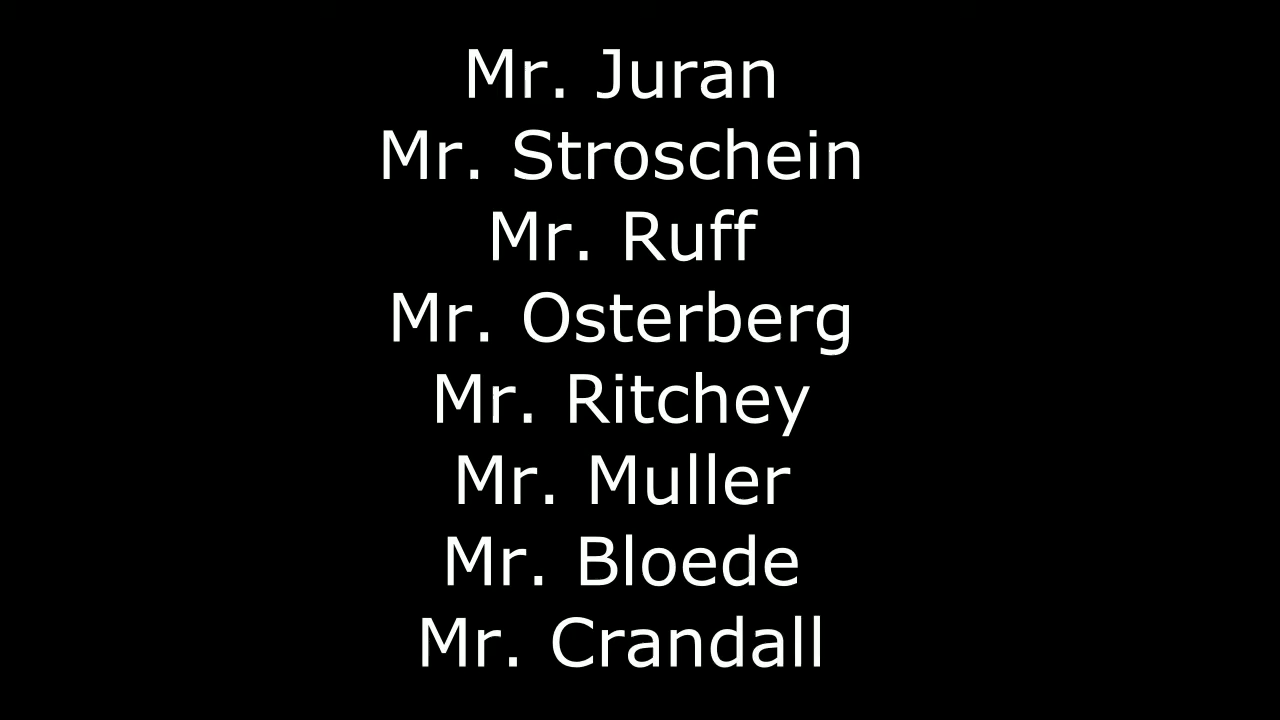 Mr. Juran
Mr. Stroschein
Mr. Ruff
Mr. Osterberg
Mr. Ritchey
Mr. Muller
Mr. Bloede
Mr. Crandall